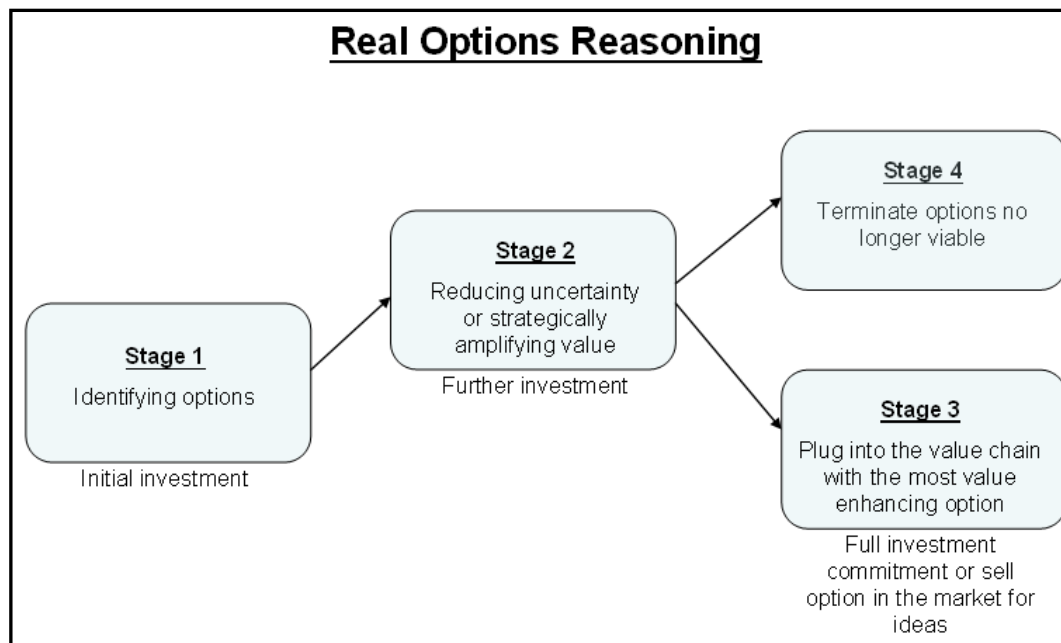 Real Options Reasoning
Stage 1
Identifying options
Initial investment
Stage 2
Reducing uncertainty
or strategically
amplifying value
Further investment
Stage 4
Terminate options no
longer viable
Stage 3
Plug into the value chain
with the most value
enhancing option
Full investment
commitment or sell
option in the market for
ideas